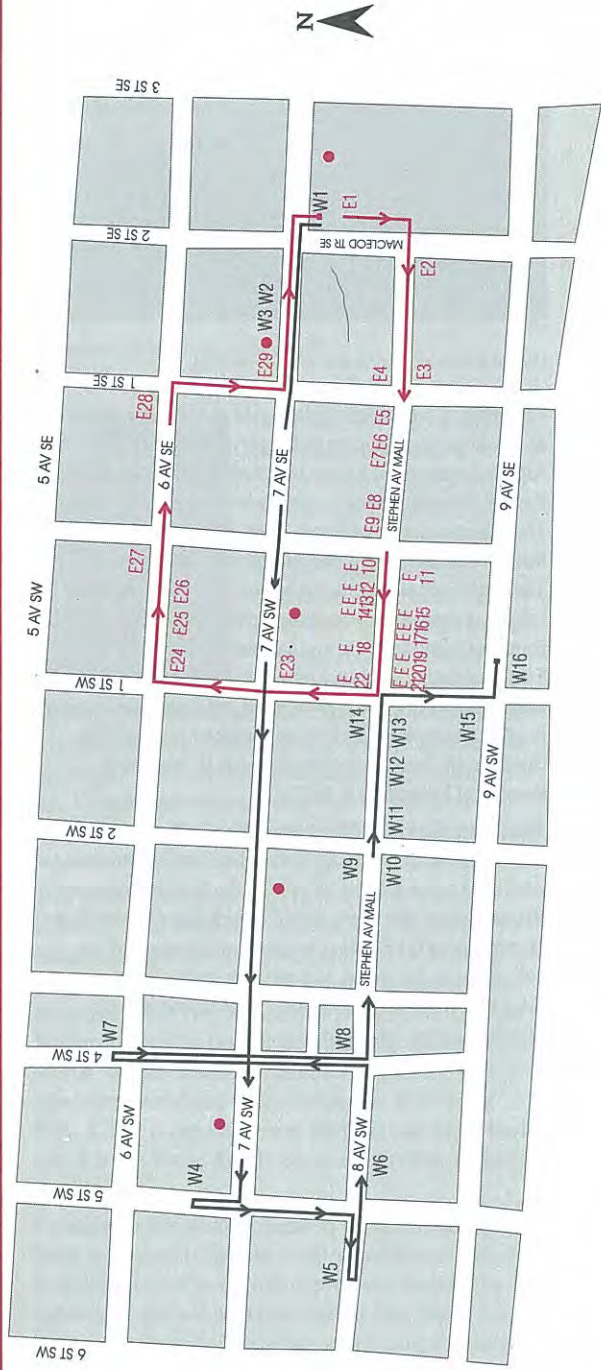 N
3 ST SE
2 ST SE
1 ST SE
1 ST SW
2 ST SW
4 ST SW
5 ST SW
6 ST SW
5 AV SE
5 AV SW
6 AV SE
6 AV SW
7 AV SE
7 AV SW
7 AV SW
MACLEOD TR SE
STEPHEN AV MALL
STEPHEN AV MALL
8 AV SW
9 AV SE
9 AV SW
W1
E1
E2
E3
E4
E5
E7 E6
E9 E8
E29
W3 W2
E28
E27
E24 E25 E26
E23
E E E E E E
22 18 14 13 12 10
E E E E E E E
21 20 19 17 16 15 11
W14
W13
W12
W11
W10
W9
W15
W16
W8
W7
W6
W5
W4